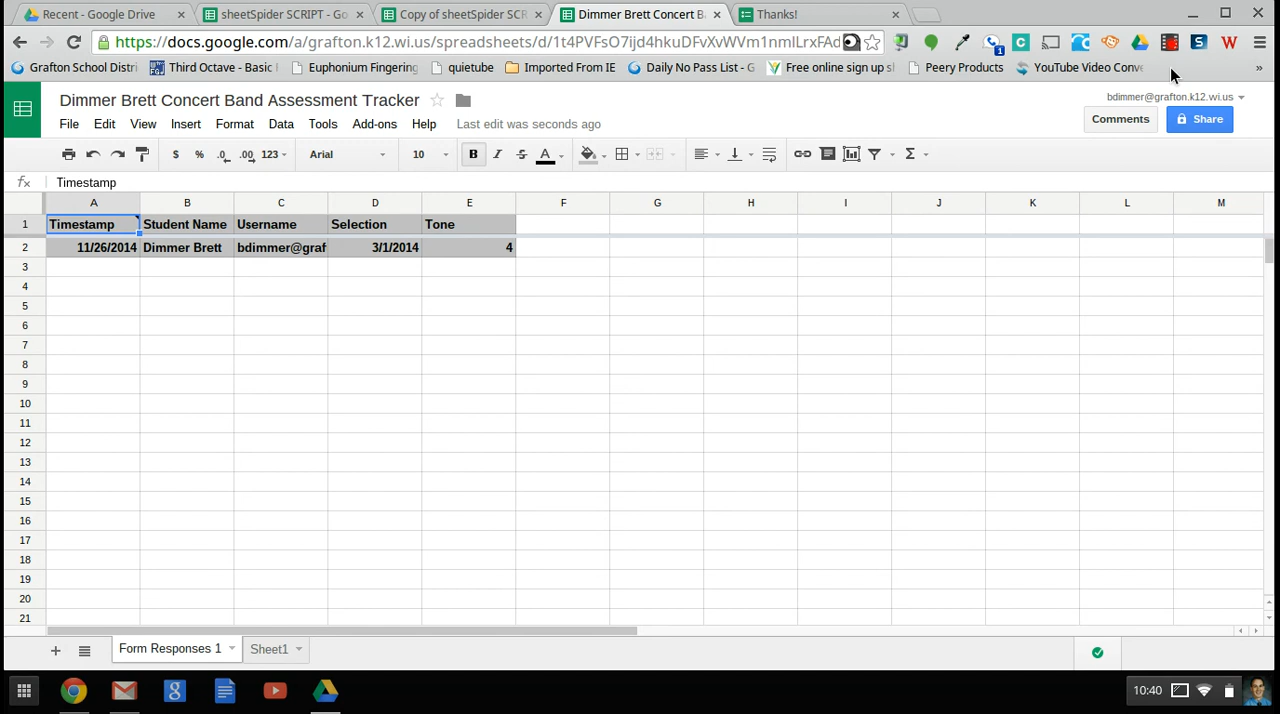 Recent - Google Drive
sheetSpider SCRIPT - Go
Copy of sheetSpider SCR
Dimmer Brett Concert B
Thanks!
https://docs.google.com/a/grafton.k12.wi.us/spreadsheets/d/1t4PVFsO7ijd4hkuDFvXvWVm1nmlLrxFAd
Grafton School Distri
Third Octave - Basic
Euphonium Fingering
quietube
Imported From IE
Daily No Pass List - G
Free online sign up s
Peery Products
YouTube Video Conve
»
Dimmer Brett Concert Band Assessment Tracker
bdimmer@grafton.k12.wi.us
Comments
Share
File Edit View Insert Format Data Tools Add-ons Help Last edit was seconds ago
$ % .0 .00 123 Arial 10 B I S A Σ
fx Timestamp
A B C D E F G H I J K L M
1 Timestamp Student Name Username Selection Tone
2 11/26/2014 Dimmer Brett bdimmer@graf 3/1/2014 4
3
4
5
6
7
8
9
10
11
12
13
14
15
16
17
18
19
20
21
+ Form Responses 1 Sheet1
10:40